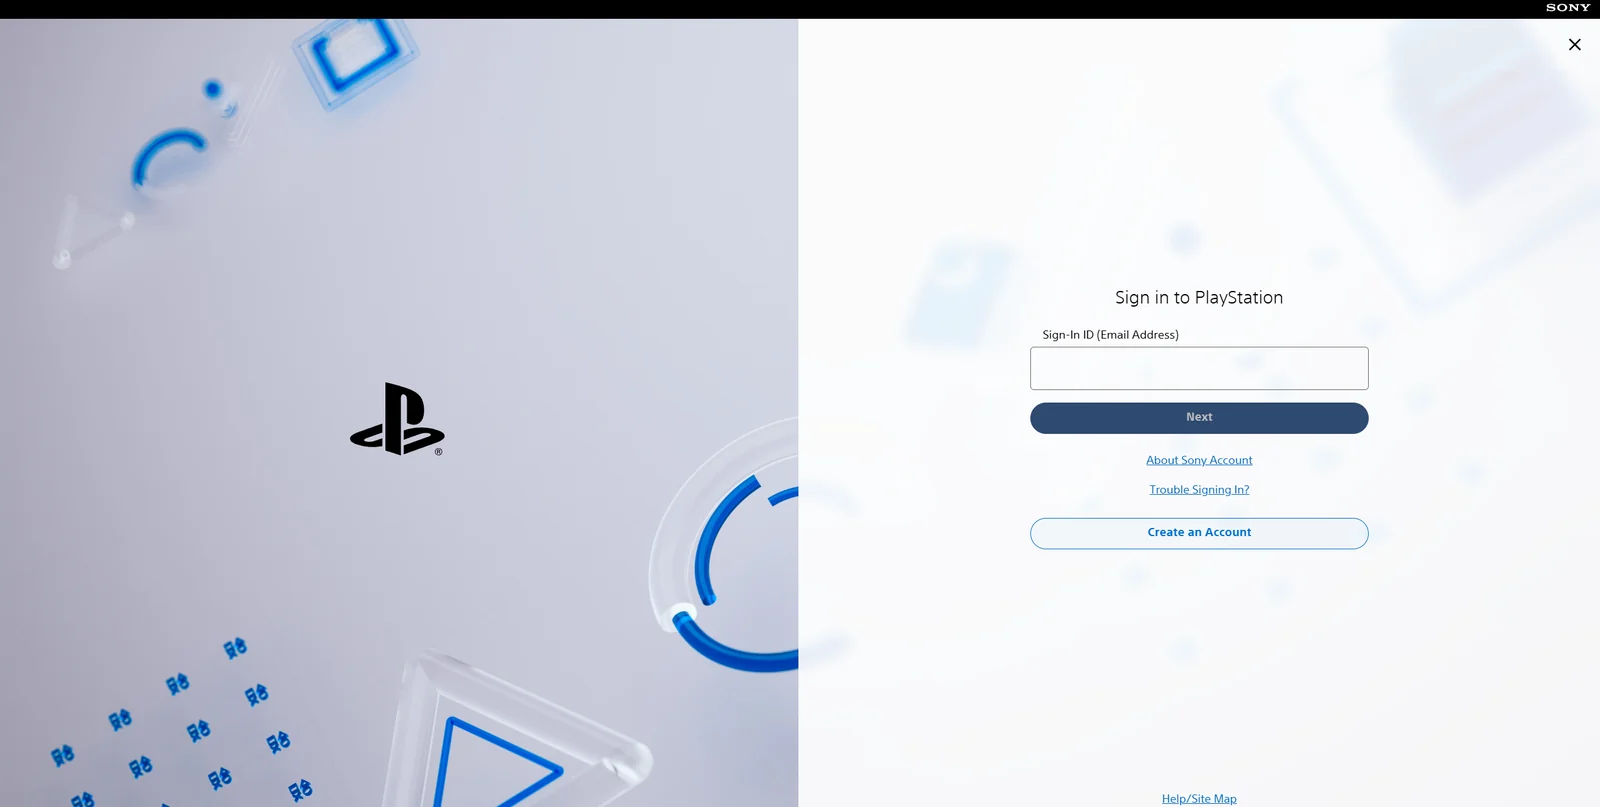 SONY
Sign in to PlayStation
Sign-In ID (Email Address)
Next
About Sony Account
Trouble Signing In?
Create an Account
Help/Site Map
®